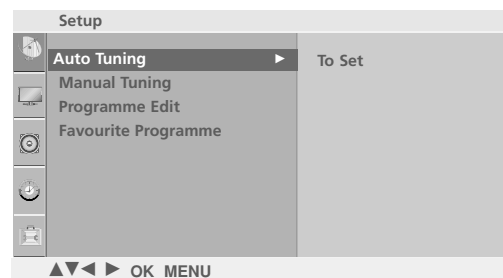 Setup
Auto Tuning ► To Set
Manual Tuning
Programme Edit
Favourite Programme
▲▼◄ ► OK MENU